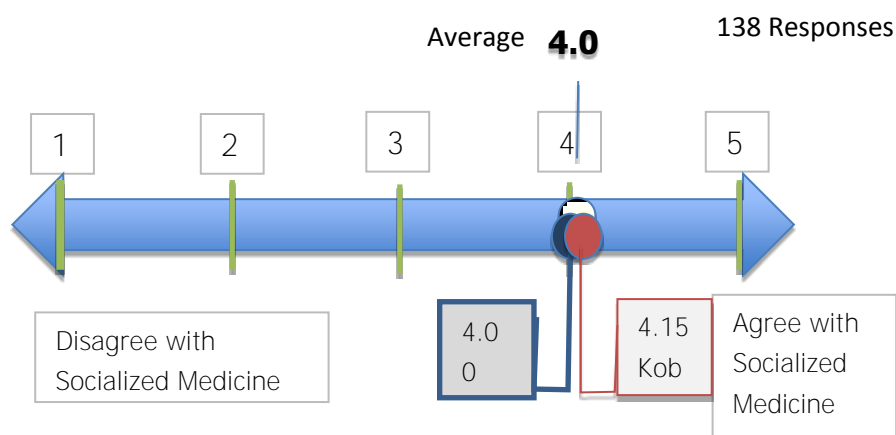 Average 4.0
138 Responses
1
2
3
4
5
Disagree with
Socialized Medicine
4.0
0
4.15
Kob
Agree with
Socialized
Medicine